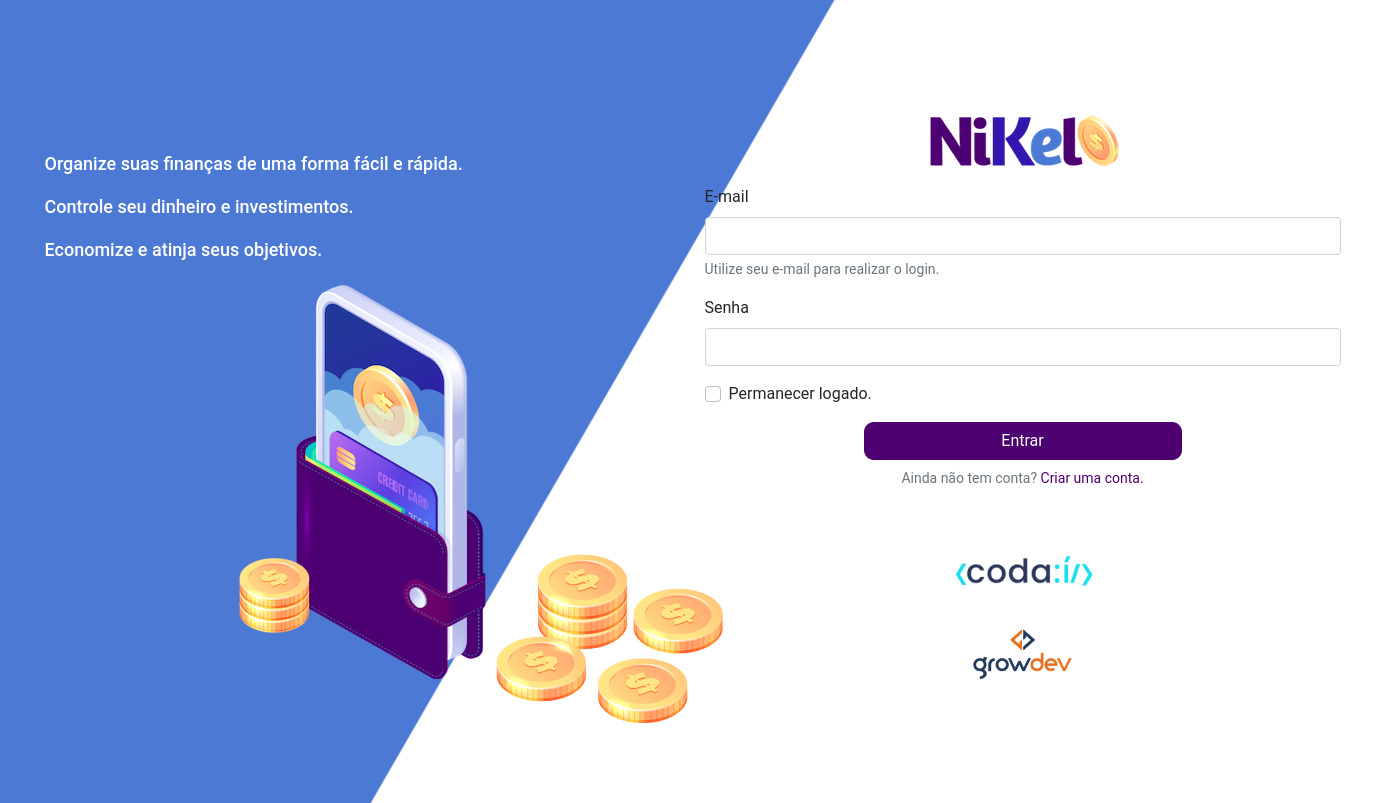 Organize suas finanças de uma forma fácil e rápida.
Controle seu dinheiro e investimentos.
Economize e atinja seus objetivos.
CREDIT CARD
NiKel
E-mail
Utilize seu e-mail para realizar o login.
Senha
Permanecer logado.
Entrar
Ainda não tem conta? Criar uma conta.
coda:in
growdev